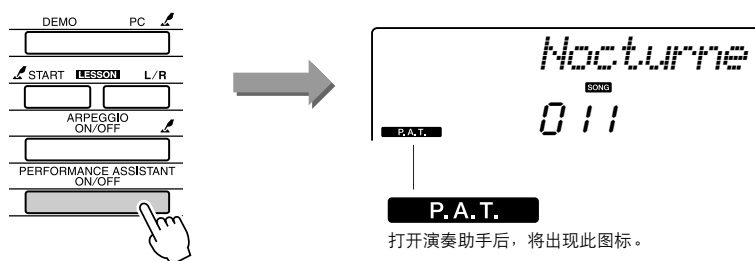 DEMO PC
START LESSON L/R
ARPEGGIO
ON/OFF
PERFORMANCE ASSISTANT
ON/OFF
Nocturne
SONG
011
P.A.T.
P.A.T.
打开演奏助手后，将出现此图标。